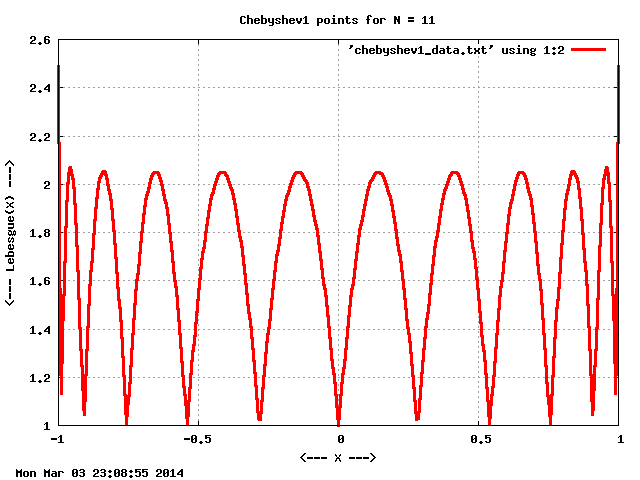 Chebyshev1 points for N = 11
'chebyshev1_data.txt' using 1:2
2.6
2.4
2.2
2
1.8
1.6
1.4
1.2
1
<--- Lebesgue(X) --->
-1 -0.5 0 0.5 1
<--- X --->
Mon Mar 03 23:08:55 2014